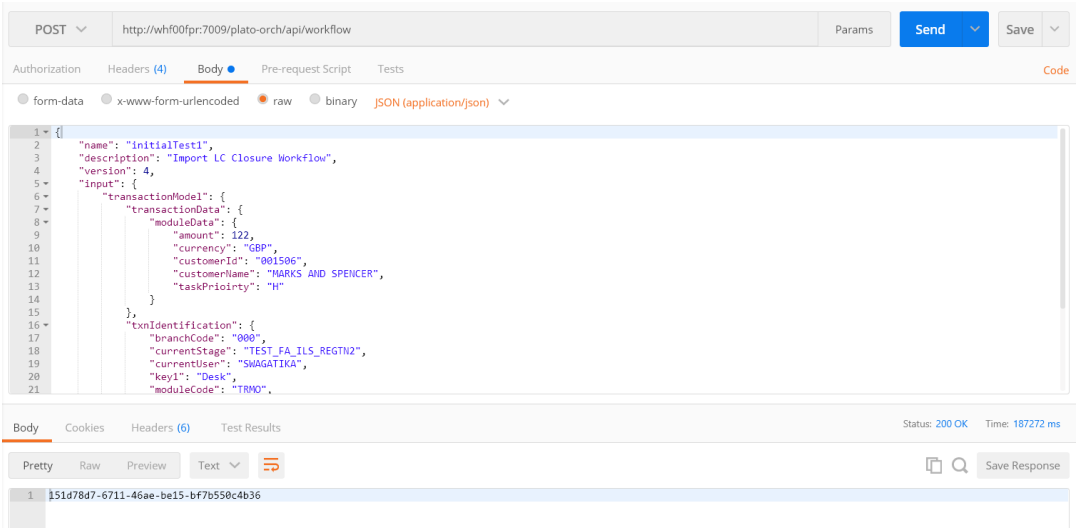 POST http://whf00fpr:7009/plato-orch/api/workflow Params Send Save
Authorization Headers (4) Body Pre-request Script Tests Code
form-data x-www-form-urlencoded raw binary JSON (application/json)
1 {
2 "name": "initialTest1",
3 "description": "Import LC Closure Workflow",
4 "version": 4,
5 "input": {
6 "transactionModel": {
7 "transactionData": {
8 "moduleData": {
9 "amount": 122,
10 "currency": "GBP",
11 "customerId": "001506",
12 "customerName": "MARKS AND SPENCER",
13 "taskPrioirty": "H"
14 }
15 },
16 "txnIdentification": {
17 "branchCode": "000",
18 "currentStage": "TEST_FA_ILS_REGTN2",
19 "currentUser": "SWAGATIKA",
20 "key1": "Desk",
21 "moduleCode": "TRMO",
Body Cookies Headers (6) Test Results Status: 200 OK Time: 187272 ms
Pretty Raw Preview Text Save Response
1 151d78d7-6711-46ae-be15-bf7b550c4b36